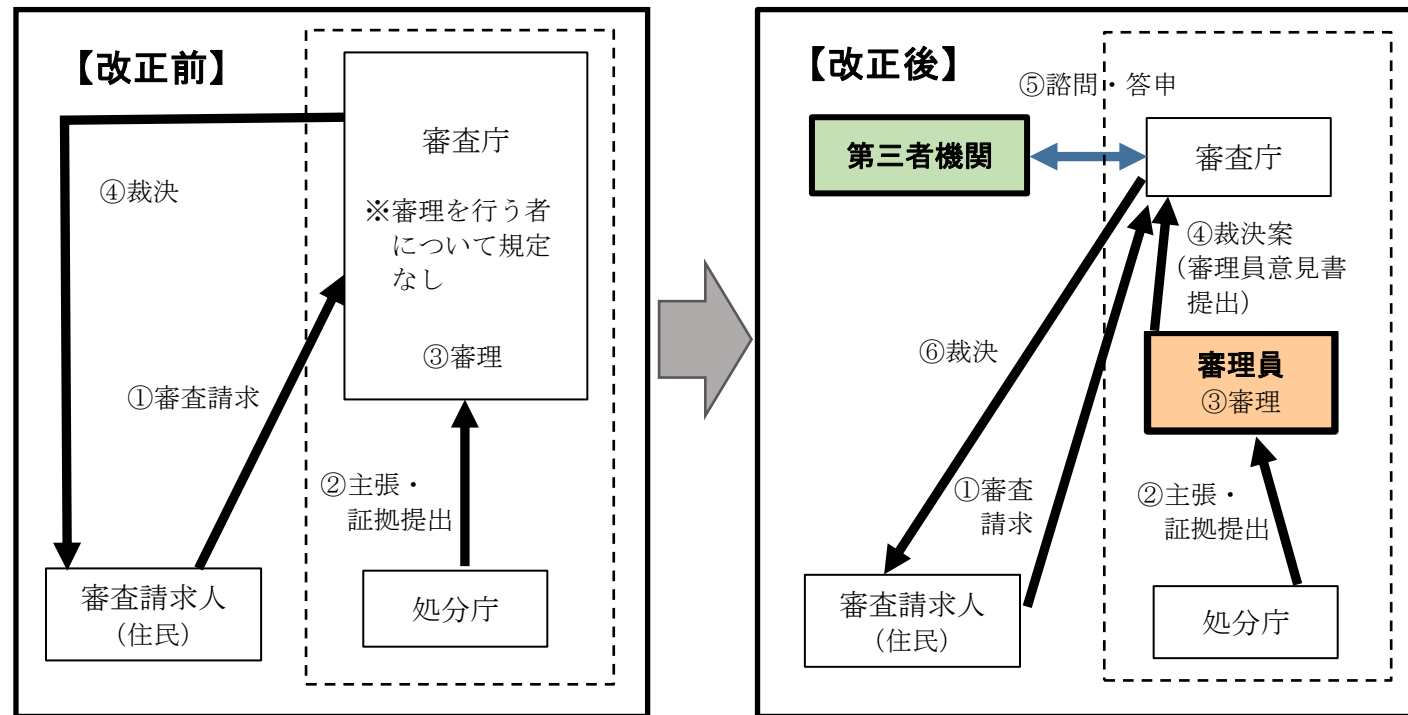 【改正前】
審査庁
※審理を行う者
について規定
なし
③審理
④裁決
①審査請求
②主張・
証拠提出
審査請求人
（住民）
処分庁
【改正後】
⑤諮問・答申
第三者機関
審査庁
④裁決案
（審理員意見書
提出）
⑥裁決
審理員
③審理
①審査
請求
②主張・
証拠提出
審査請求人
（住民）
処分庁